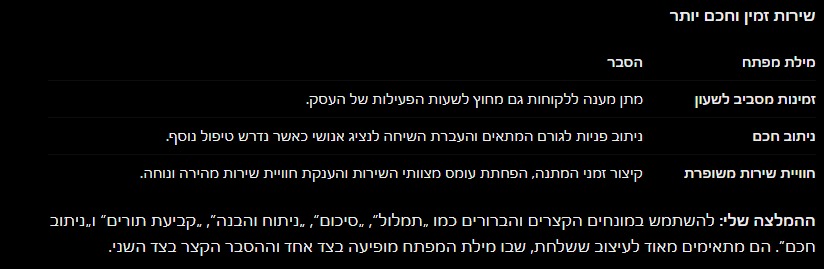 שירות זמין וחכם יותר
מילת מפתח הסבר
זמינות מסביב לשעון מתן מענה ללקוחות גם מחוץ לשעות הפעילות של העסק.
ניתוב חכם ניתוב פניות לגורם המתאים והעברת השיחה לנציג אנושי כאשר נדרש טיפול נוסף.
חוויית שירות משופרת קיצור זמני המתנה, הפחתת עומס מצוותי השירות והענקת חוויית שירות מהירה ונוחה.
ההמלצה שלי: להשתמש במונחים הקצרים והברורים כמו „תמלול”, „סיכום”, „ניתוח והבנה”, „קביעת תורים” ו„ניתוב
חכם”. הם מתאימים מאוד לעיצוב ששלחת, שבו מילת המפתח מופיעה בצד אחד וההסבר הקצר בצד השני.